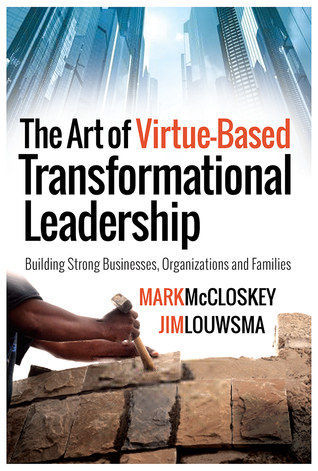 The Art of Virtue-Based
Transformational
Leadership
Building Strong Businesses, Organizations and Families
MARKMcCLOSKEY
JIMLOUWSMA